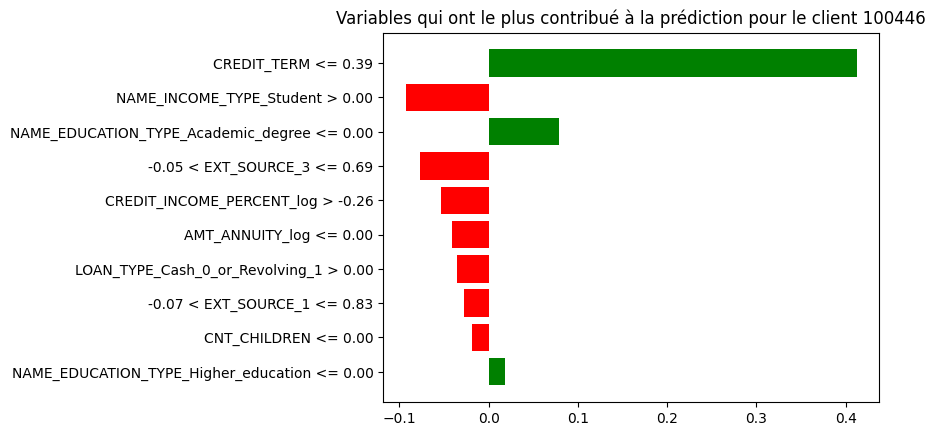 Variables qui ont le plus contribué à la prédiction pour le client 100446
CREDIT_TERM <= 0.39
NAME_INCOME_TYPE_Student > 0.00
NAME_EDUCATION_TYPE_Academic_degree <= 0.00
-0.05 < EXT_SOURCE_3 <= 0.69
CREDIT_INCOME_PERCENT_log > -0.26
AMT_ANNUITY_log <= 0.00
LOAN_TYPE_Cash_0_or_Revolving_1 > 0.00
-0.07 < EXT_SOURCE_1 <= 0.83
CNT_CHILDREN <= 0.00
NAME_EDUCATION_TYPE_Higher_education <= 0.00
−0.1 0.0 0.1 0.2 0.3 0.4